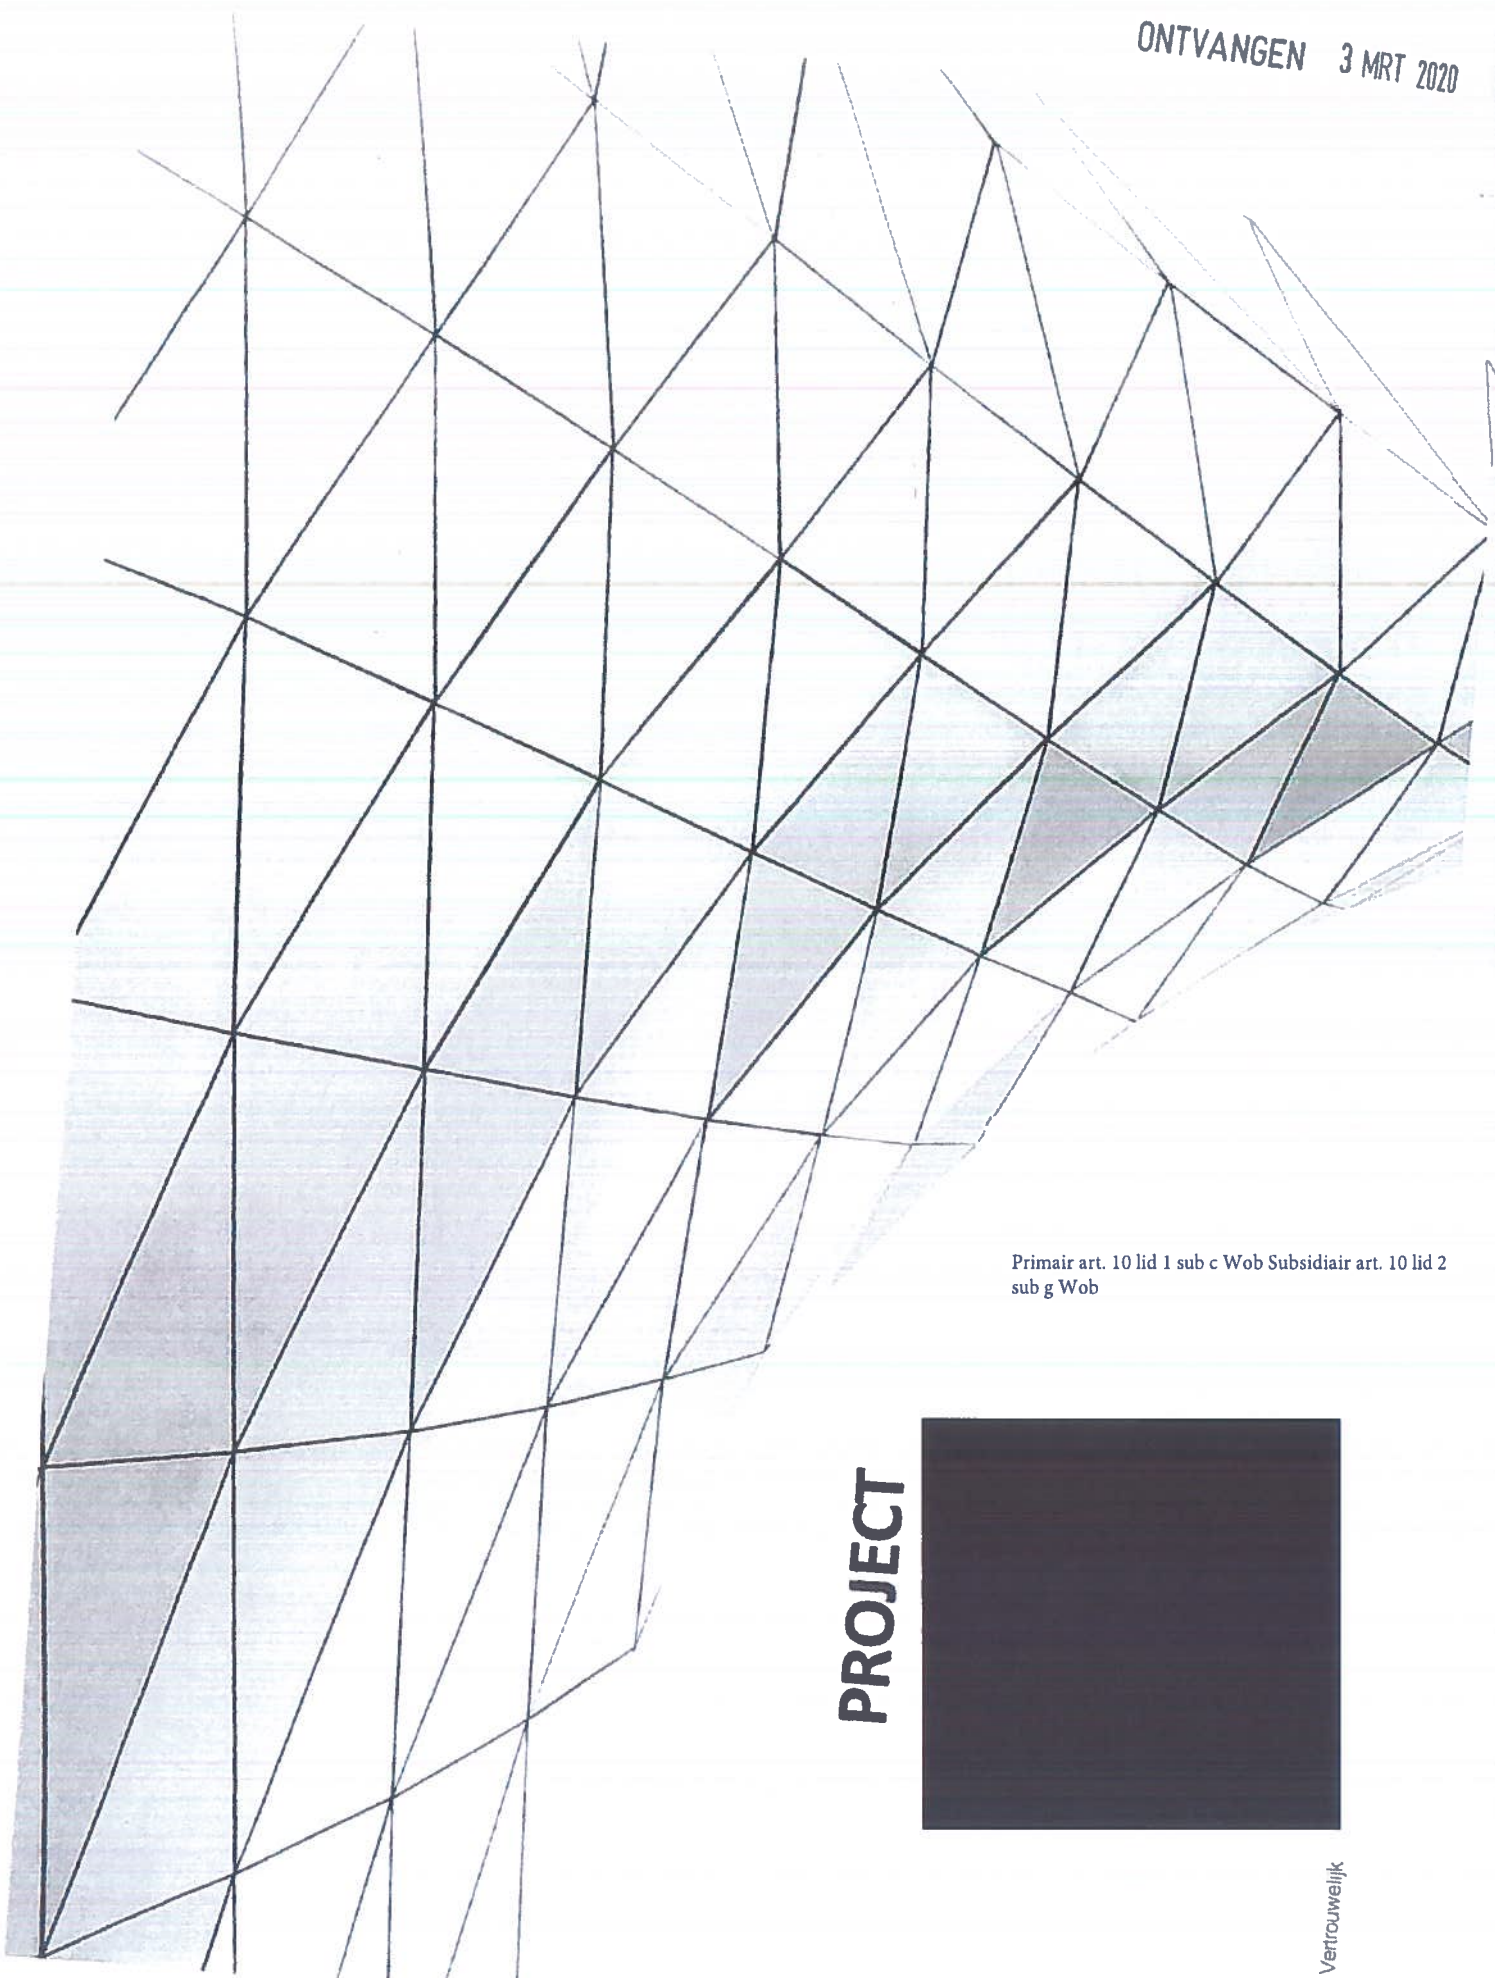 ONTVANGEN 3 MRT 2020
Primair art. 10 lid 1 sub c Wob Subsidiair art. 10 lid 2
sub g Wob
PROJECT
Vertrouwelijk